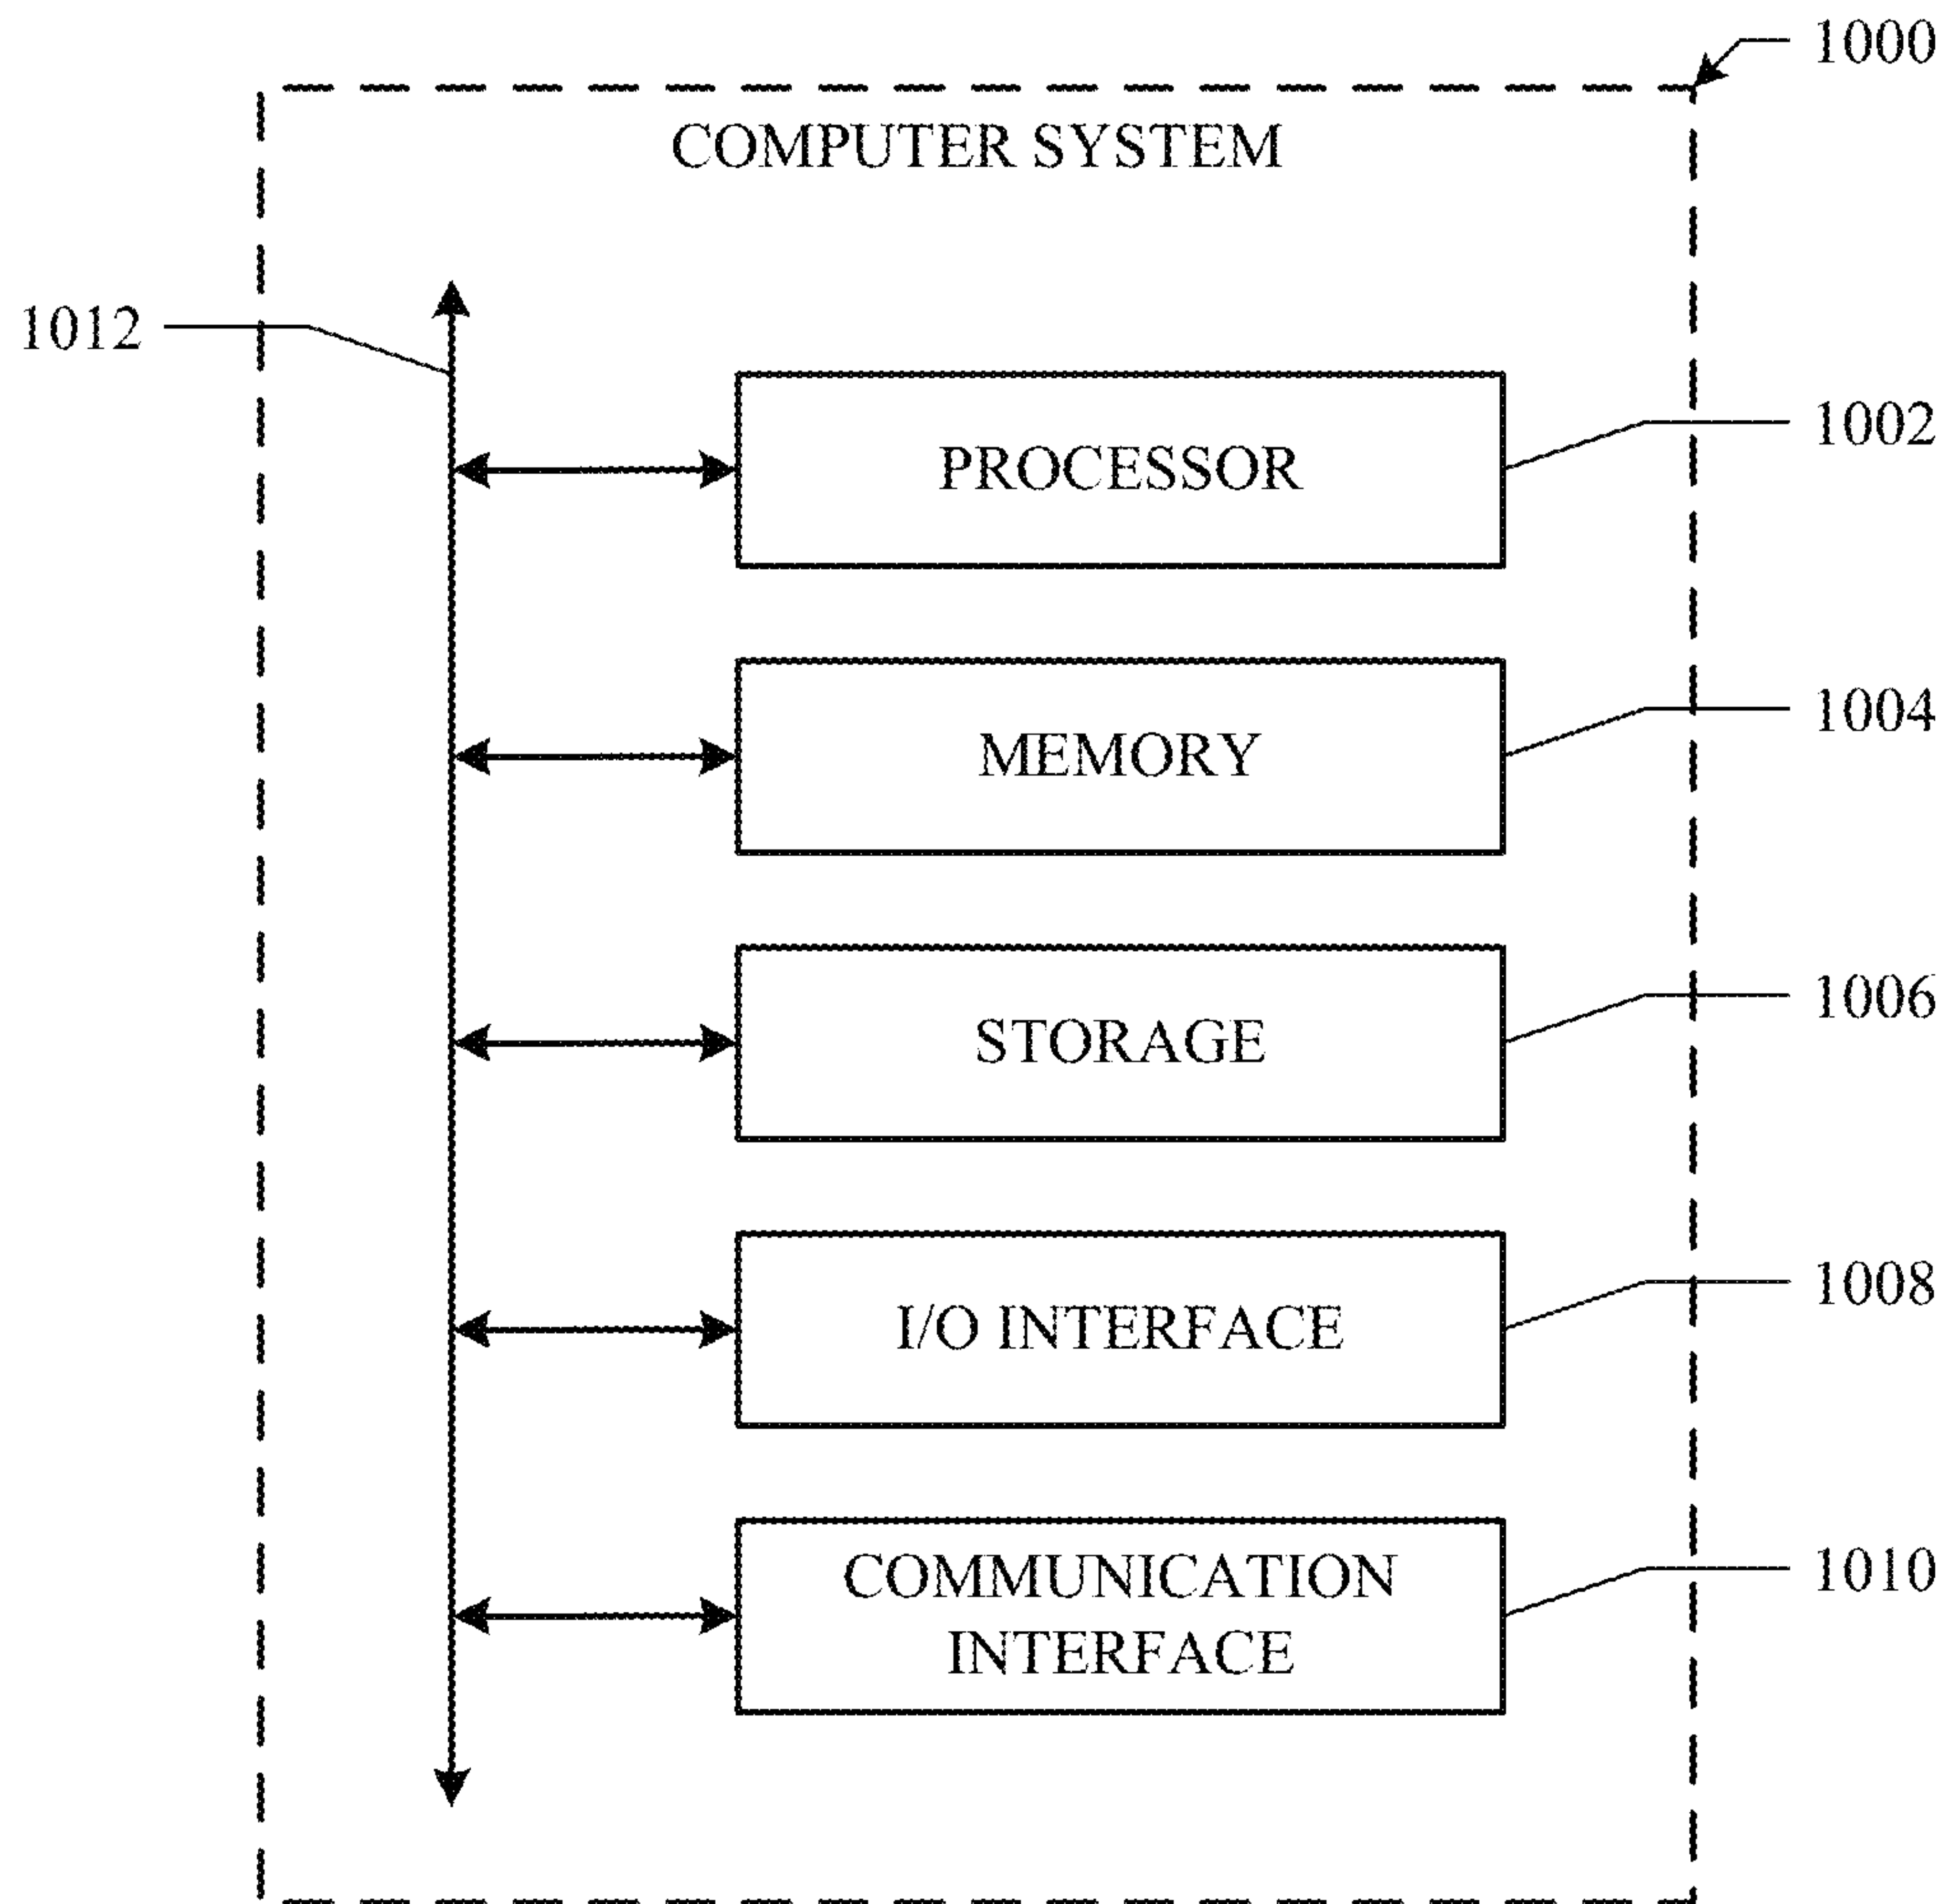 1000
COMPUTER SYSTEM
1012
PROCESSOR
1002
MEMORY
1004
STORAGE
1006
I/O INTERFACE
1008
COMMUNICATION
INTERFACE
1010